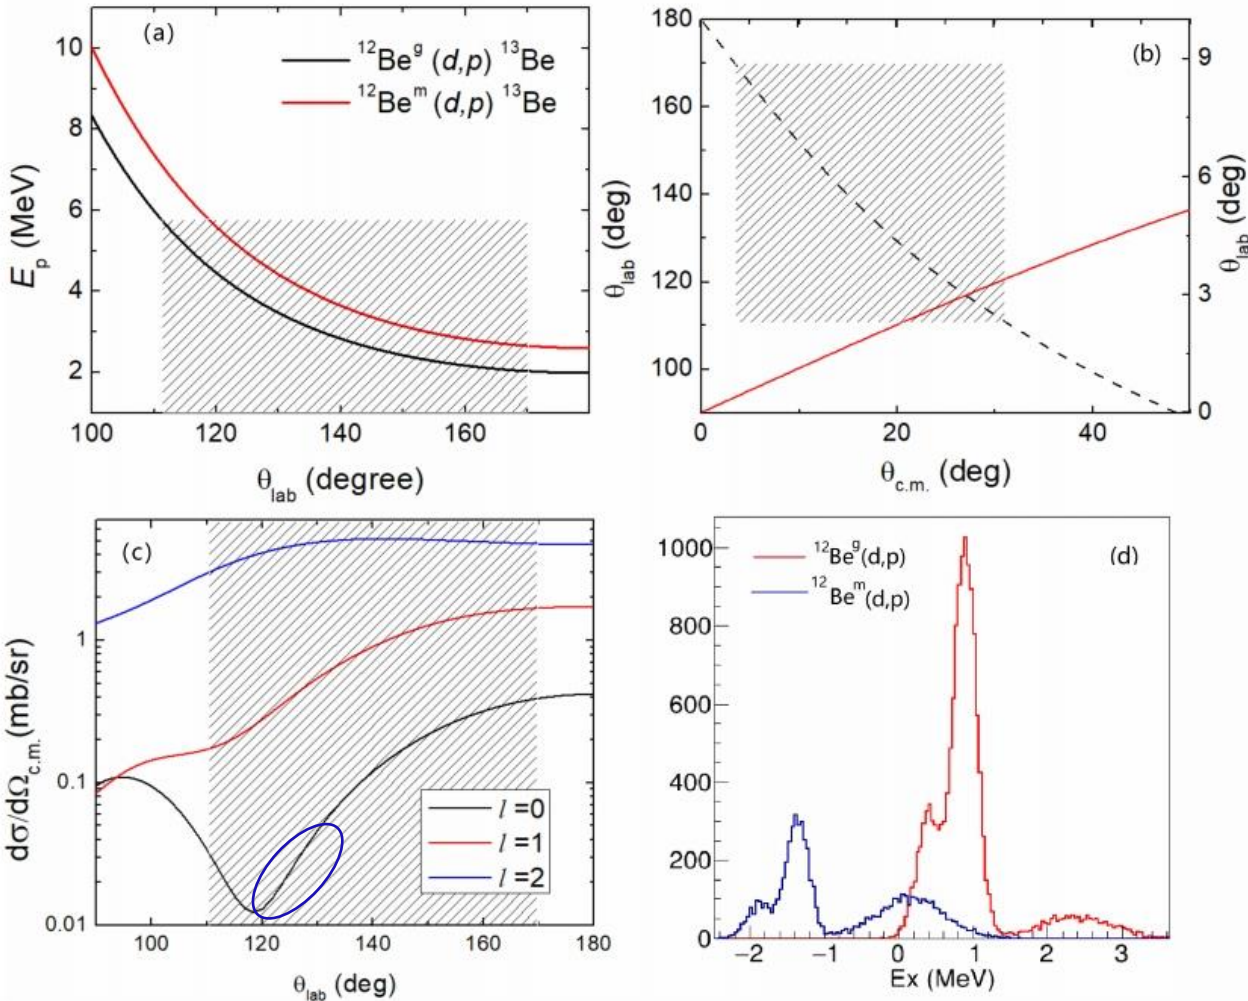 (a)
¹²Beᵍ (d,p) ¹³Be
¹²Beᵐ (d,p) ¹³Be
10
8
6
4
2
E_p (MeV)
100 120 140 160
θ_lab (degree)
(b)
180
160
140
120
100
θ_lab (deg)
9
6
3
0
θ_lab (deg)
0 20 40
θ_c.m. (deg)
(c)
1
0.1
0.01
dσ/dΩ_c.m.(mb/sr)
l =0
l =1
l =2
100 120 140 160 180
θ_lab (deg)
(d)
¹²Beᵍ(d,p)
¹²Beᵐ(d,p)
1000
800
600
400
200
0
−2 −1 0 1 2 3
Ex (MeV)